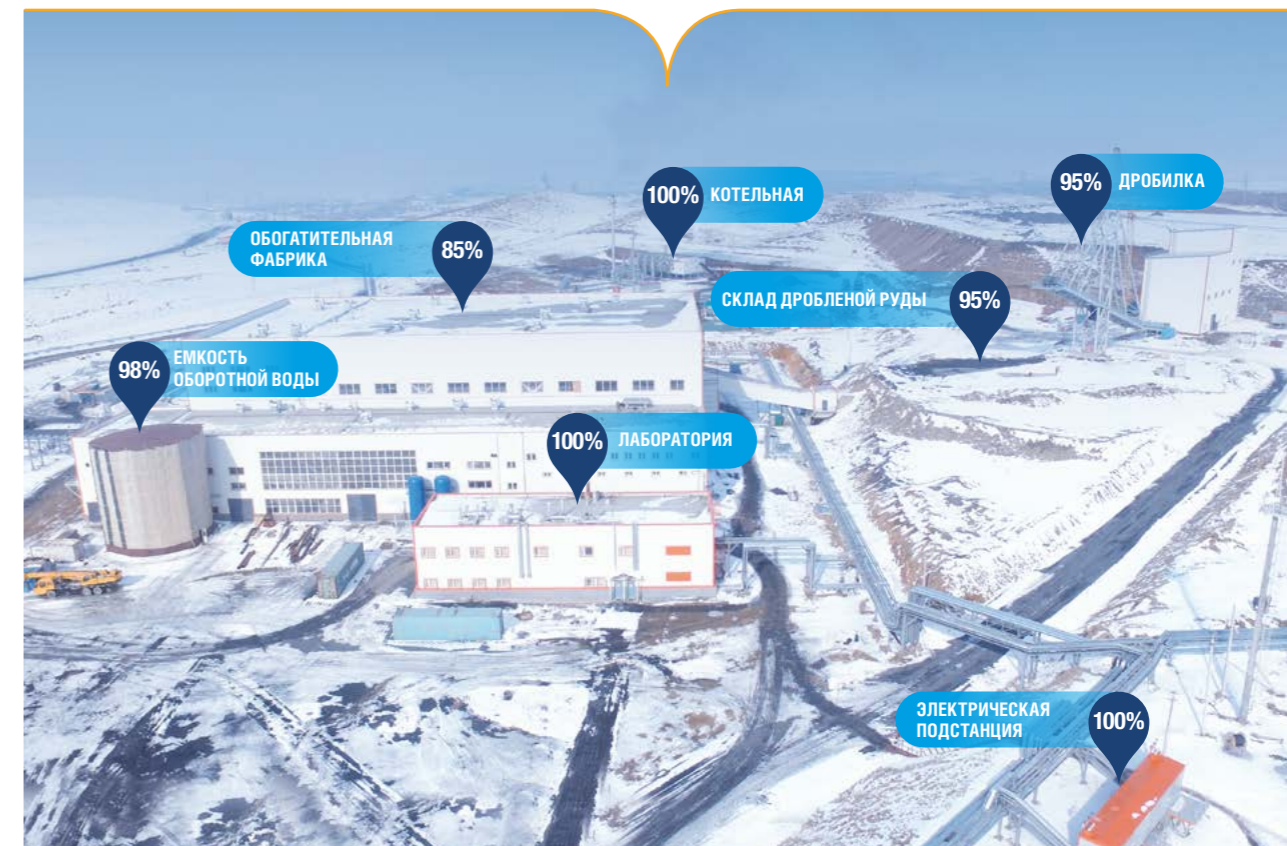 100% КОТЕЛЬНАЯ
95% ДРОБИЛКА
ОБОГАТИТЕЛЬНАЯ
ФАБРИКА
85%
СКЛАД ДРОБЛЕНОЙ РУДЫ 95%
98%
ЕМКОСТЬ
ОБОРОТНОЙ ВОДЫ
100% ЛАБОРАТОРИЯ
ЭЛЕКТРИЧЕСКАЯ
ПОДСТАНЦИЯ
100%